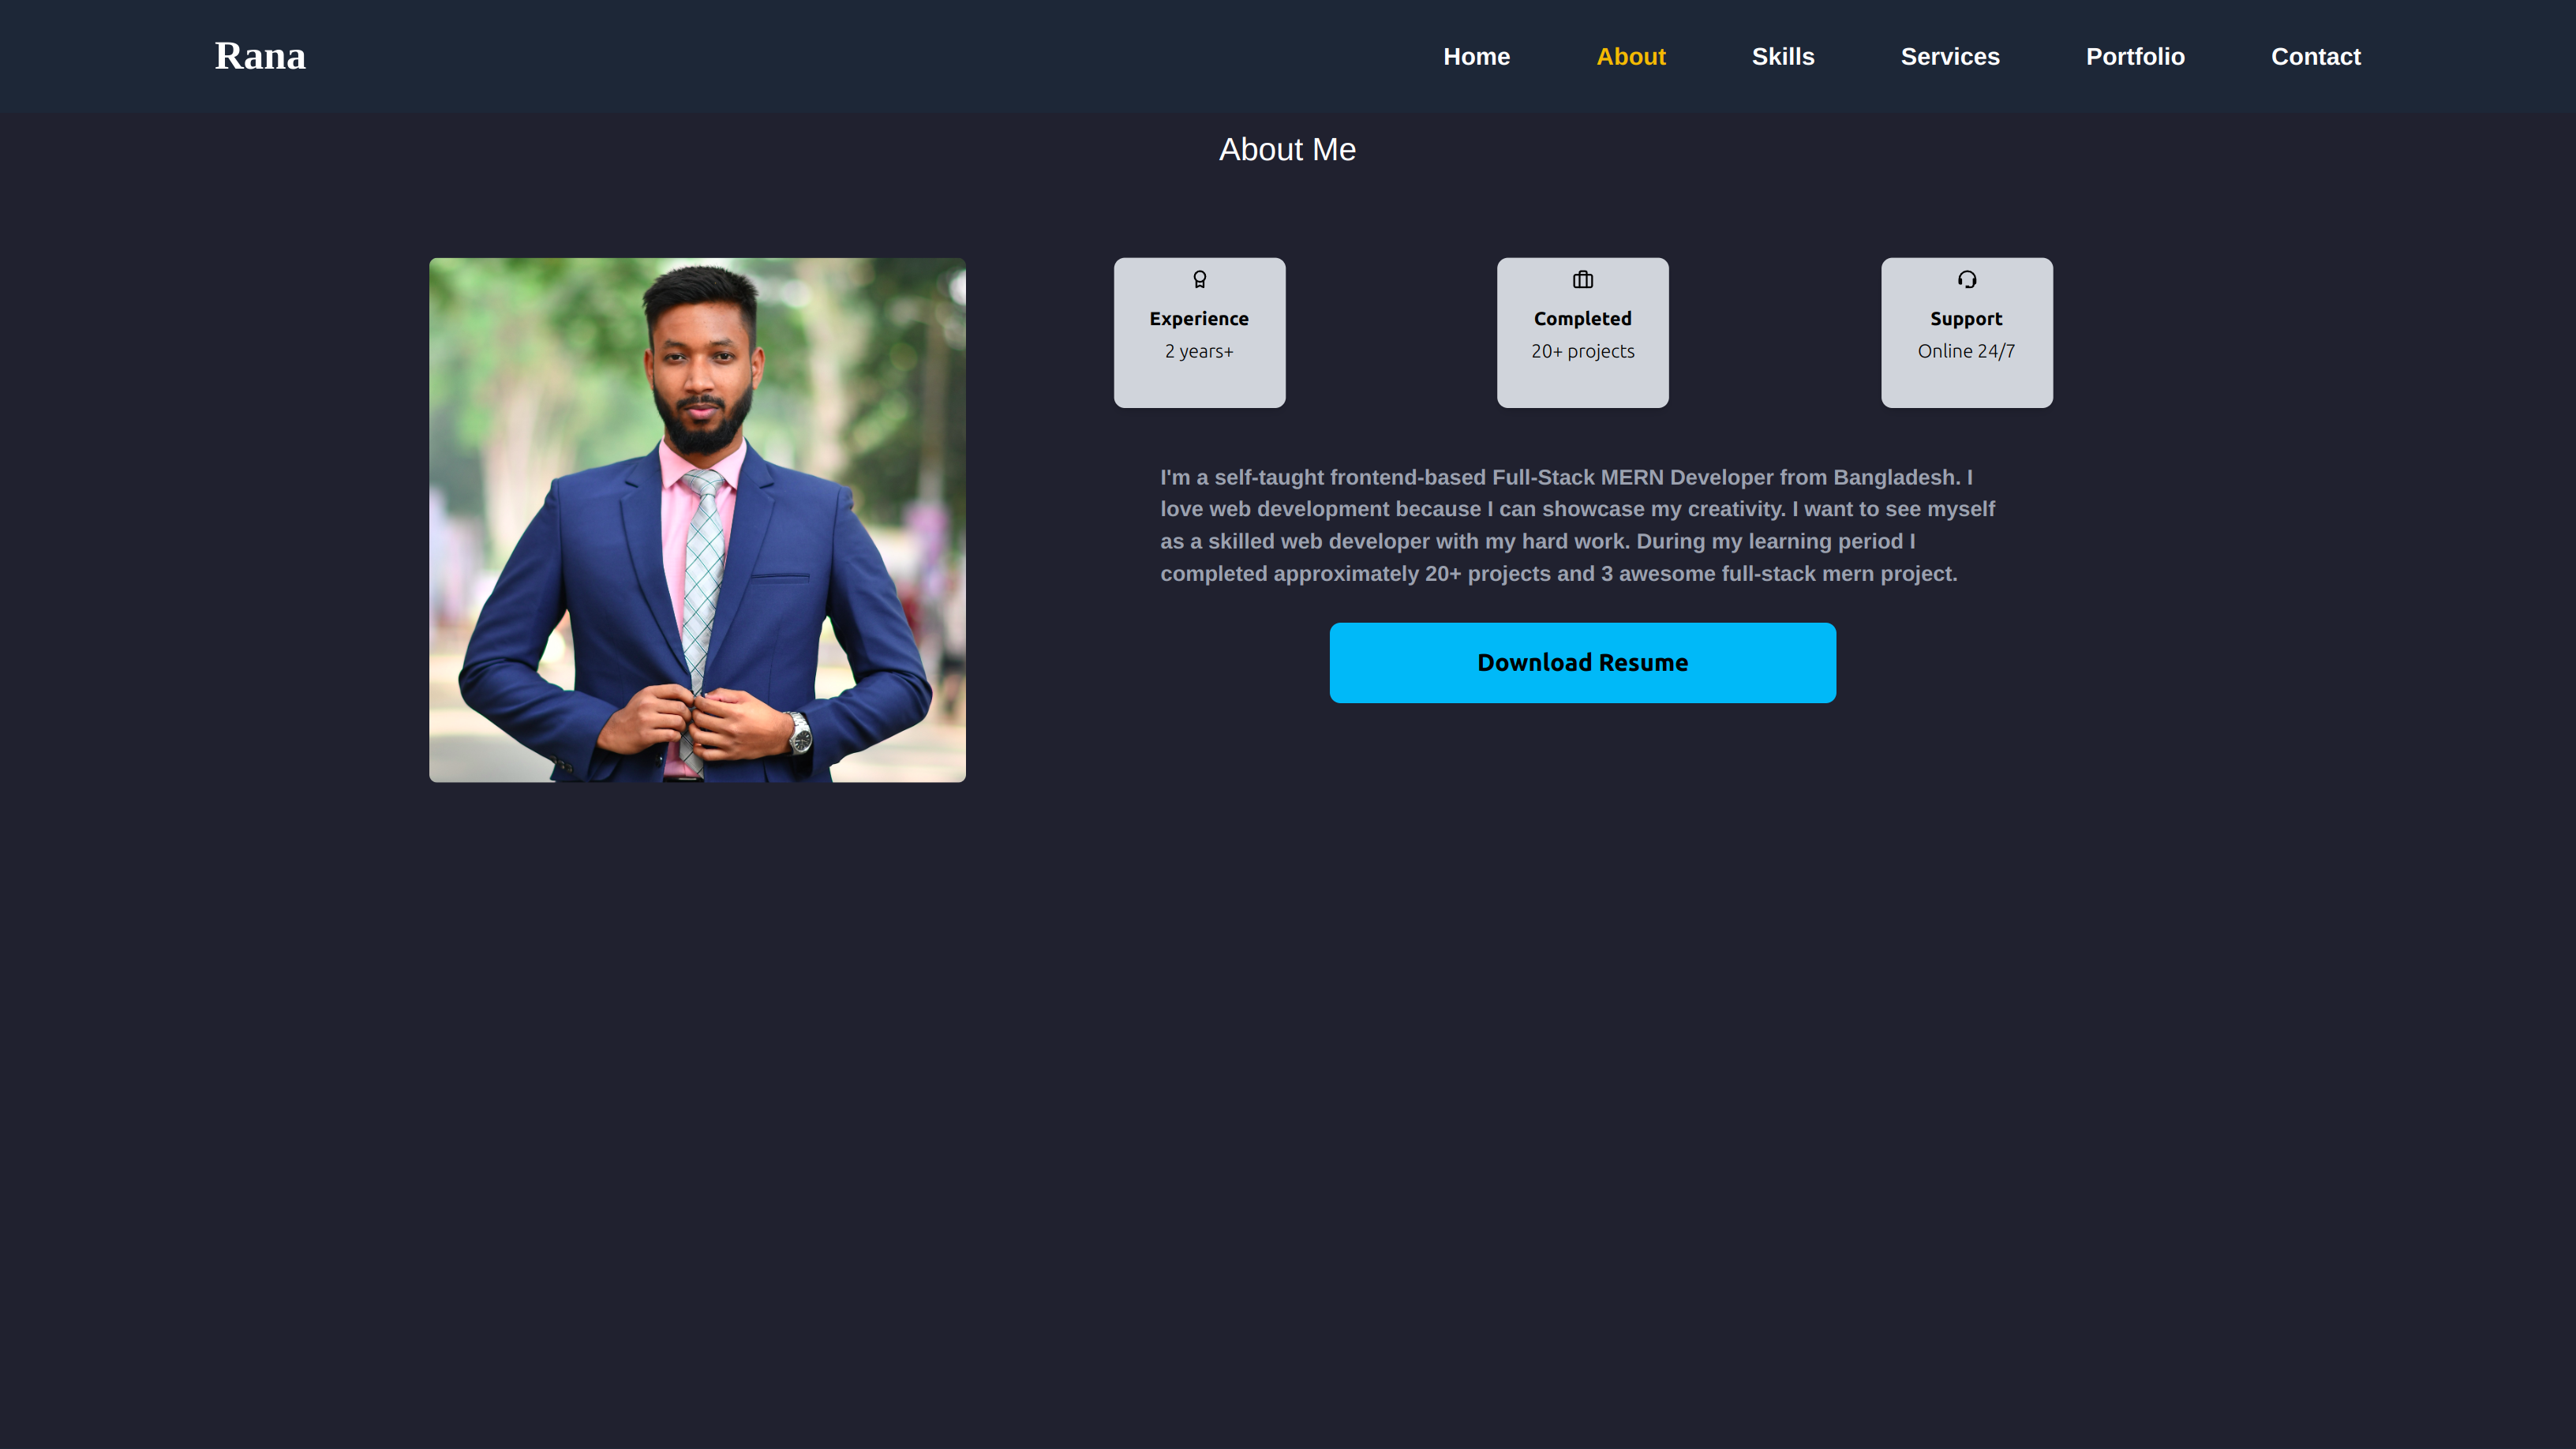 Rana
Home
About
Skills
Services
Portfolio
Contact
About Me
Experience
2 years+
Completed
20+ projects
Support
Online 24/7
I'm a self-taught frontend-based Full-Stack MERN Developer from Bangladesh. I
love web development because I can showcase my creativity. I want to see myself
as a skilled web developer with my hard work. During my learning period I
completed approximately 20+ projects and 3 awesome full-stack mern project.
Download Resume